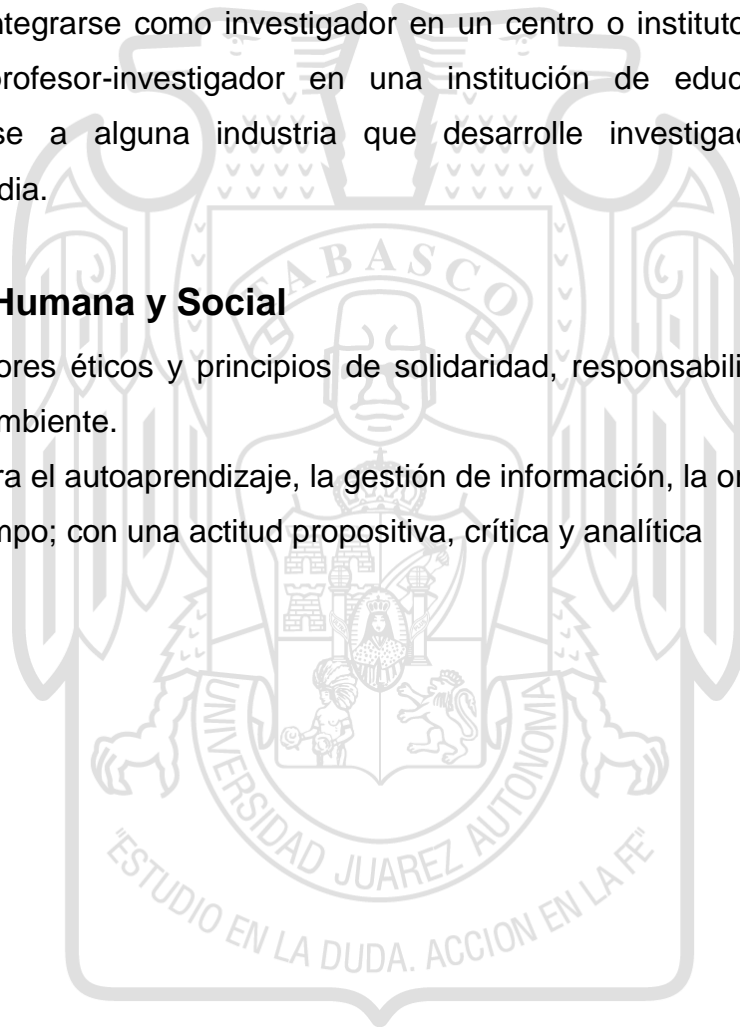 ntegrarse como investigador en un centro o instituto
profesor-investigador en una institución de educ
se a alguna industria que desarrolle investiga
dia.
Humana y Social
ores éticos y principios de solidaridad, responsabili
mbiente.
ra el autoaprendizaje, la gestión de información, la or
mpo; con una actitud propositiva, crítica y analítica
TABASCO
UNIVERSIDAD JUAREZ AUTONOMA
"ESTUDIO EN LA DUDA. ACCION EN LA FE"